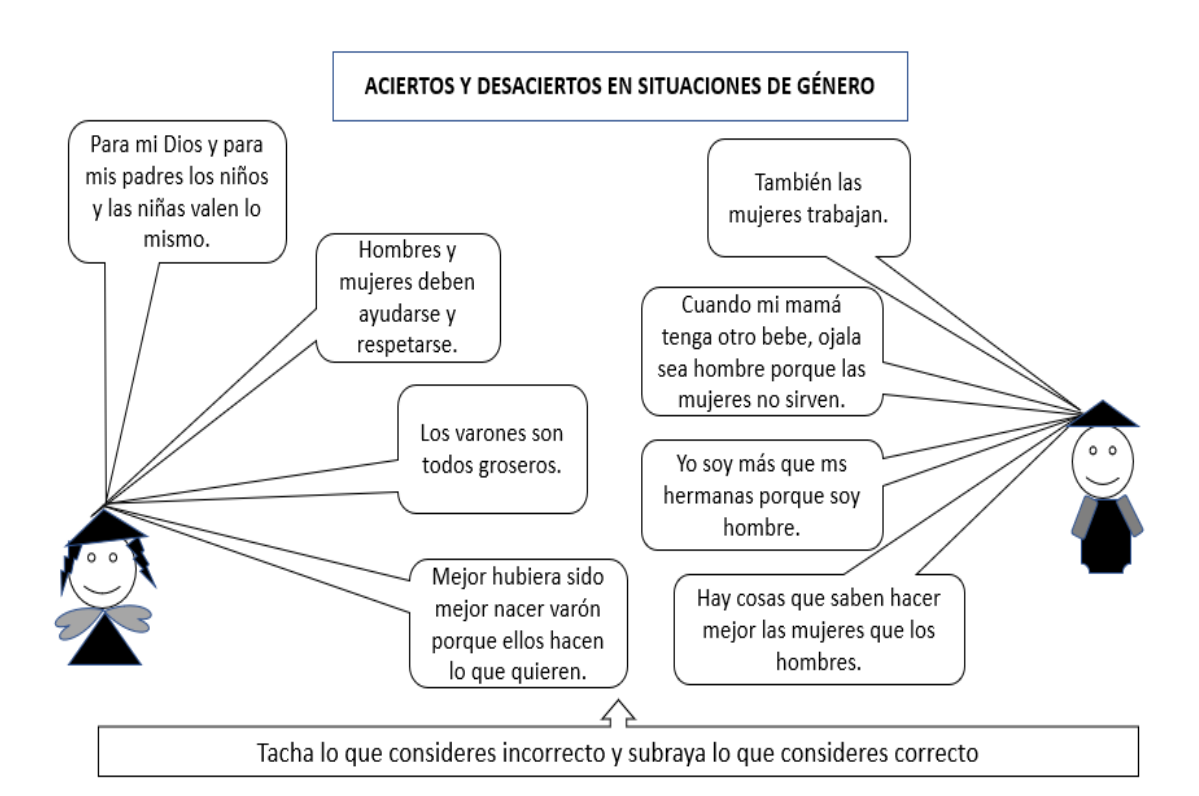 ACIERTOS Y DESACIERTOS EN SITUACIONES DE GÉNERO
Para mi Dios y para
mis padres los niños
y las niñas valen lo
mismo.
Hombres y
mujeres deben
ayudarse y
respetarse.
Los varones son
todos groseros.
Mejor hubiera sido
mejor nacer varón
porque ellos hacen
lo que quieren.
También las
mujeres trabajan.
Cuando mi mamá
tenga otro bebe, ojala
sea hombre porque las
mujeres no sirven.
Yo soy más que ms
hermanas porque soy
hombre.
Hay cosas que saben hacer
mejor las mujeres que los
hombres.
Tacha lo que consideres incorrecto y subraya lo que consideres correcto